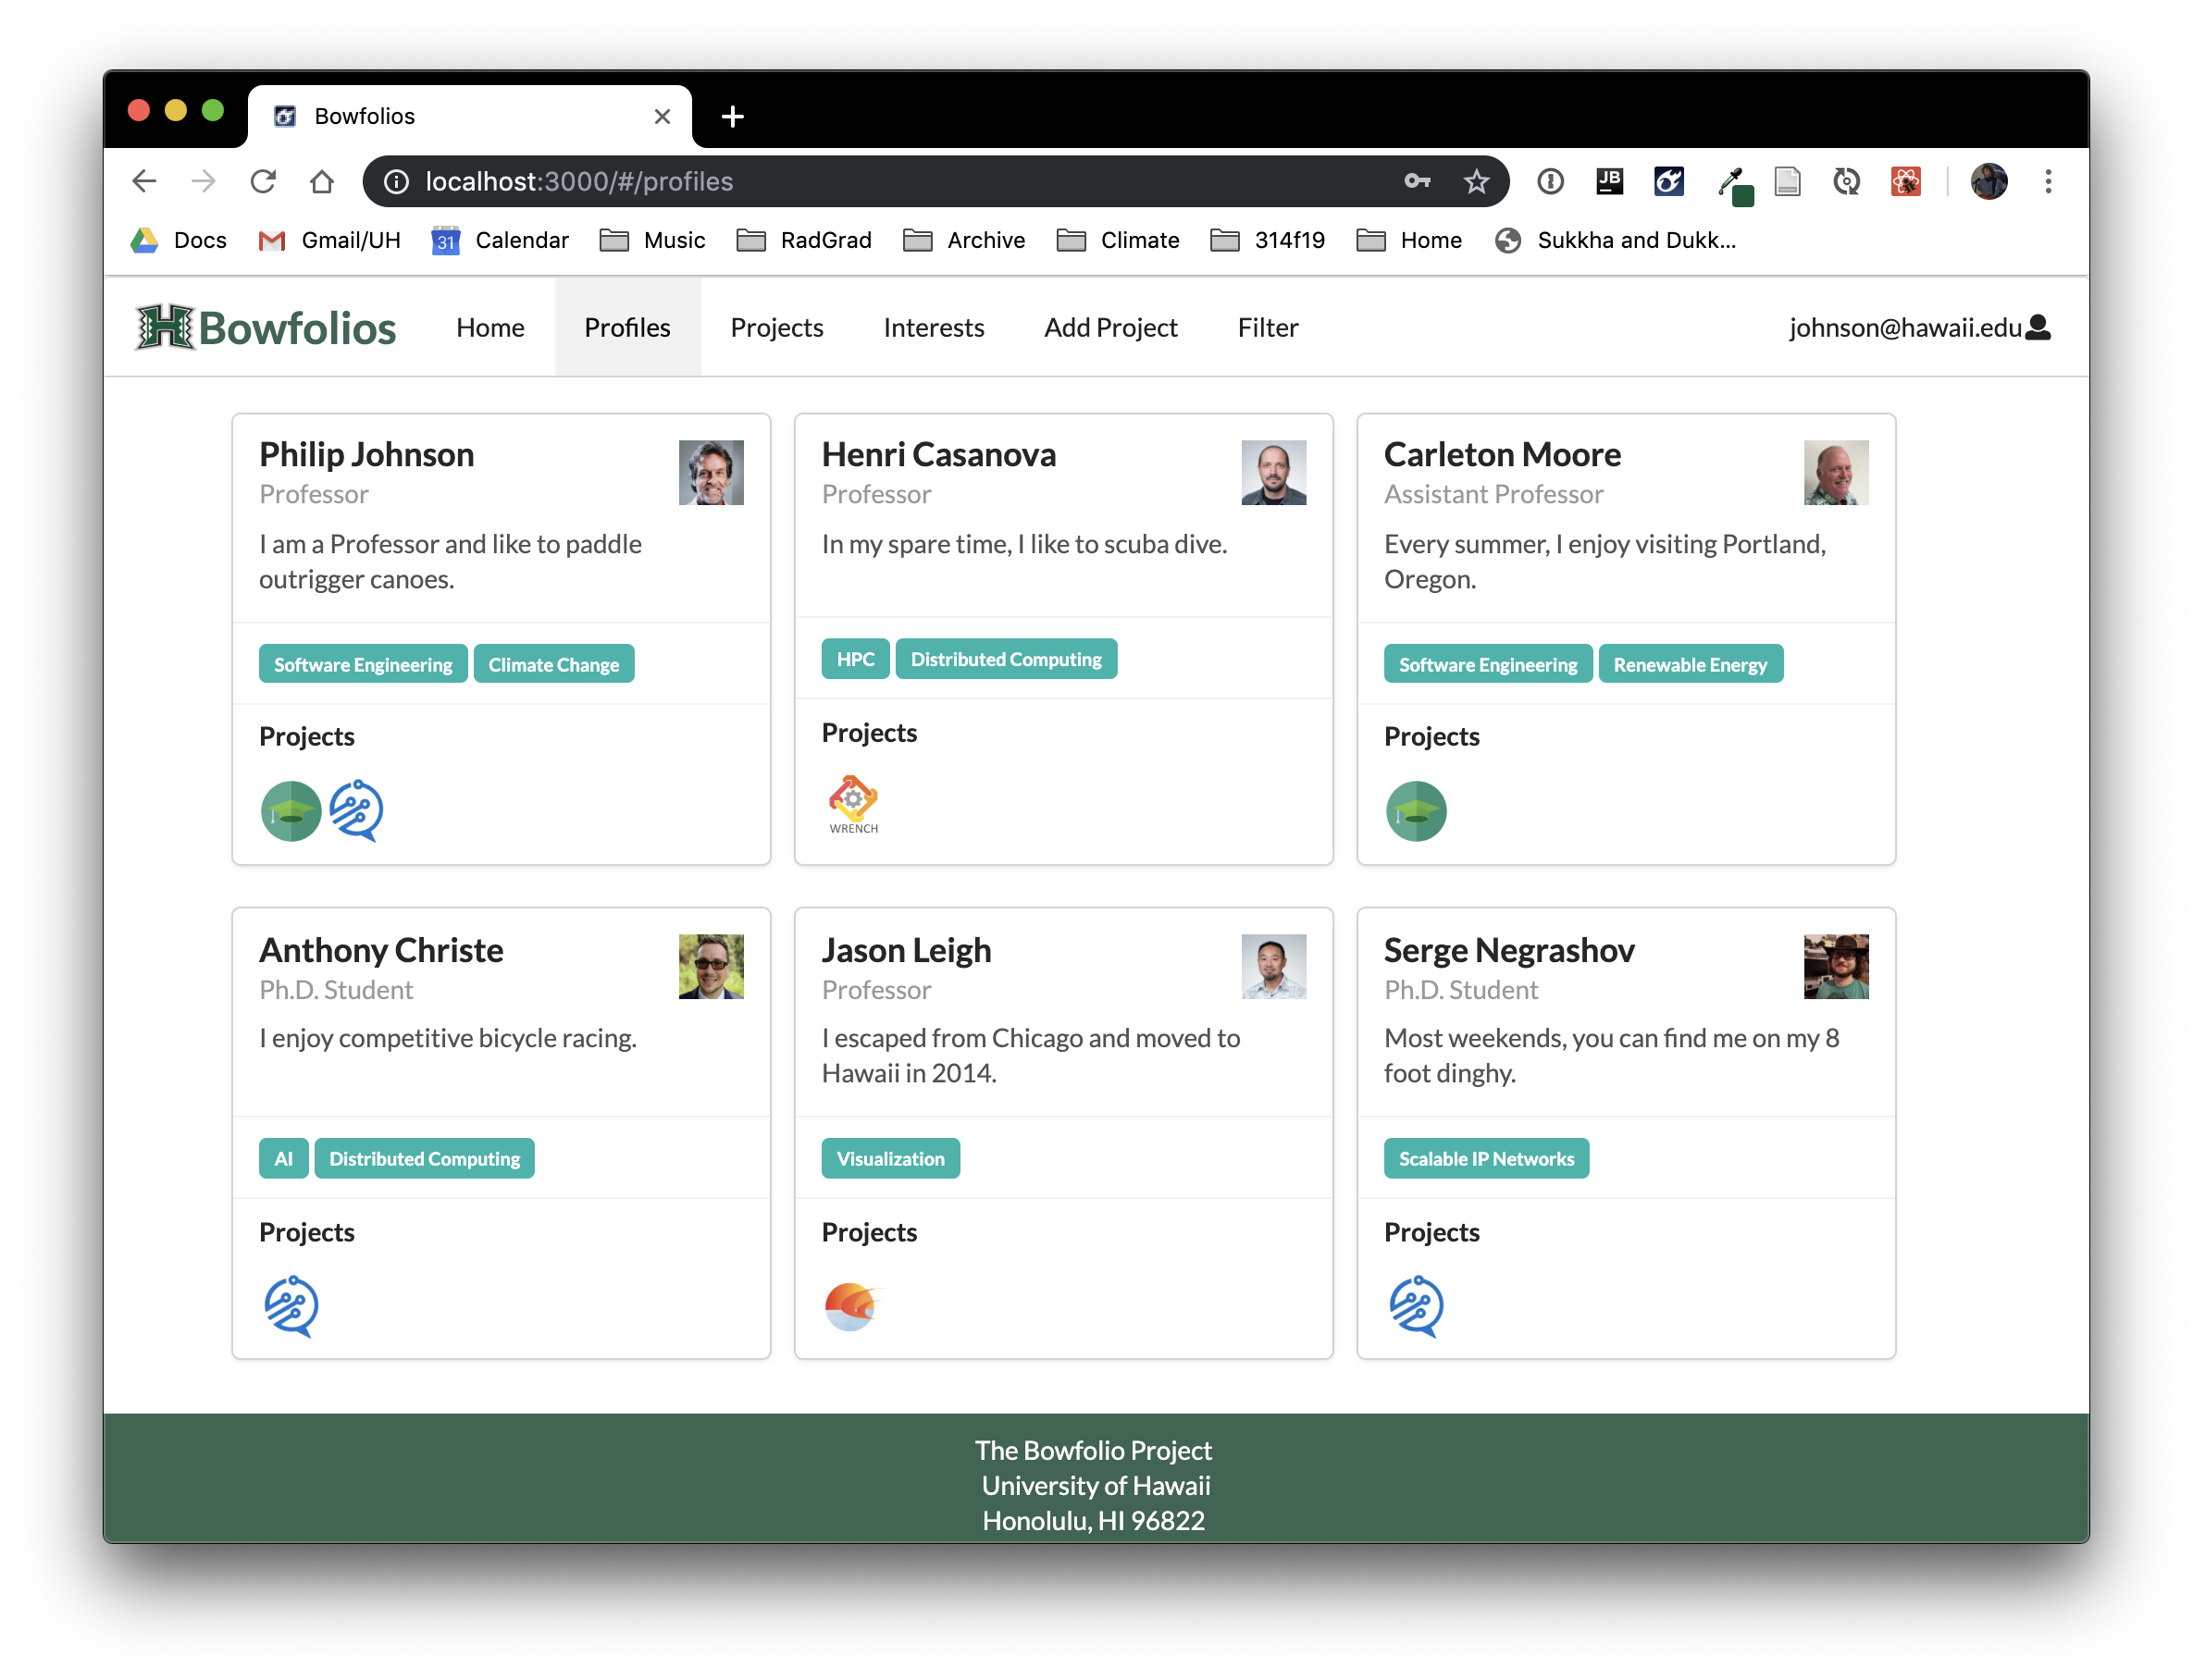 Bowfolios
localhost:3000/#/profiles
JB
Docs
Gmail/UH
31
Calendar
Music
RadGrad
Archive
Climate
314f19
Home
Sukkha and Dukk...
H Bowfolios
Home
Profiles
Projects
Interests
Add Project
Filter
johnson@hawaii.edu
Philip Johnson
Professor
I am a Professor and like to paddle
outrigger canoes.
Software Engineering
Climate Change
Projects
Henri Casanova
Professor
In my spare time, I like to scuba dive.
HPC
Distributed Computing
Projects
WRENCH
Carleton Moore
Assistant Professor
Every summer, I enjoy visiting Portland,
Oregon.
Software Engineering
Renewable Energy
Projects
Anthony Christe
Ph.D. Student
I enjoy competitive bicycle racing.
AI
Distributed Computing
Projects
Jason Leigh
Professor
I escaped from Chicago and moved to
Hawaii in 2014.
Visualization
Projects
Serge Negrashov
Ph.D. Student
Most weekends, you can find me on my 8
foot dinghy.
Scalable IP Networks
Projects
The Bowfolio Project
University of Hawaii
Honolulu, HI 96822